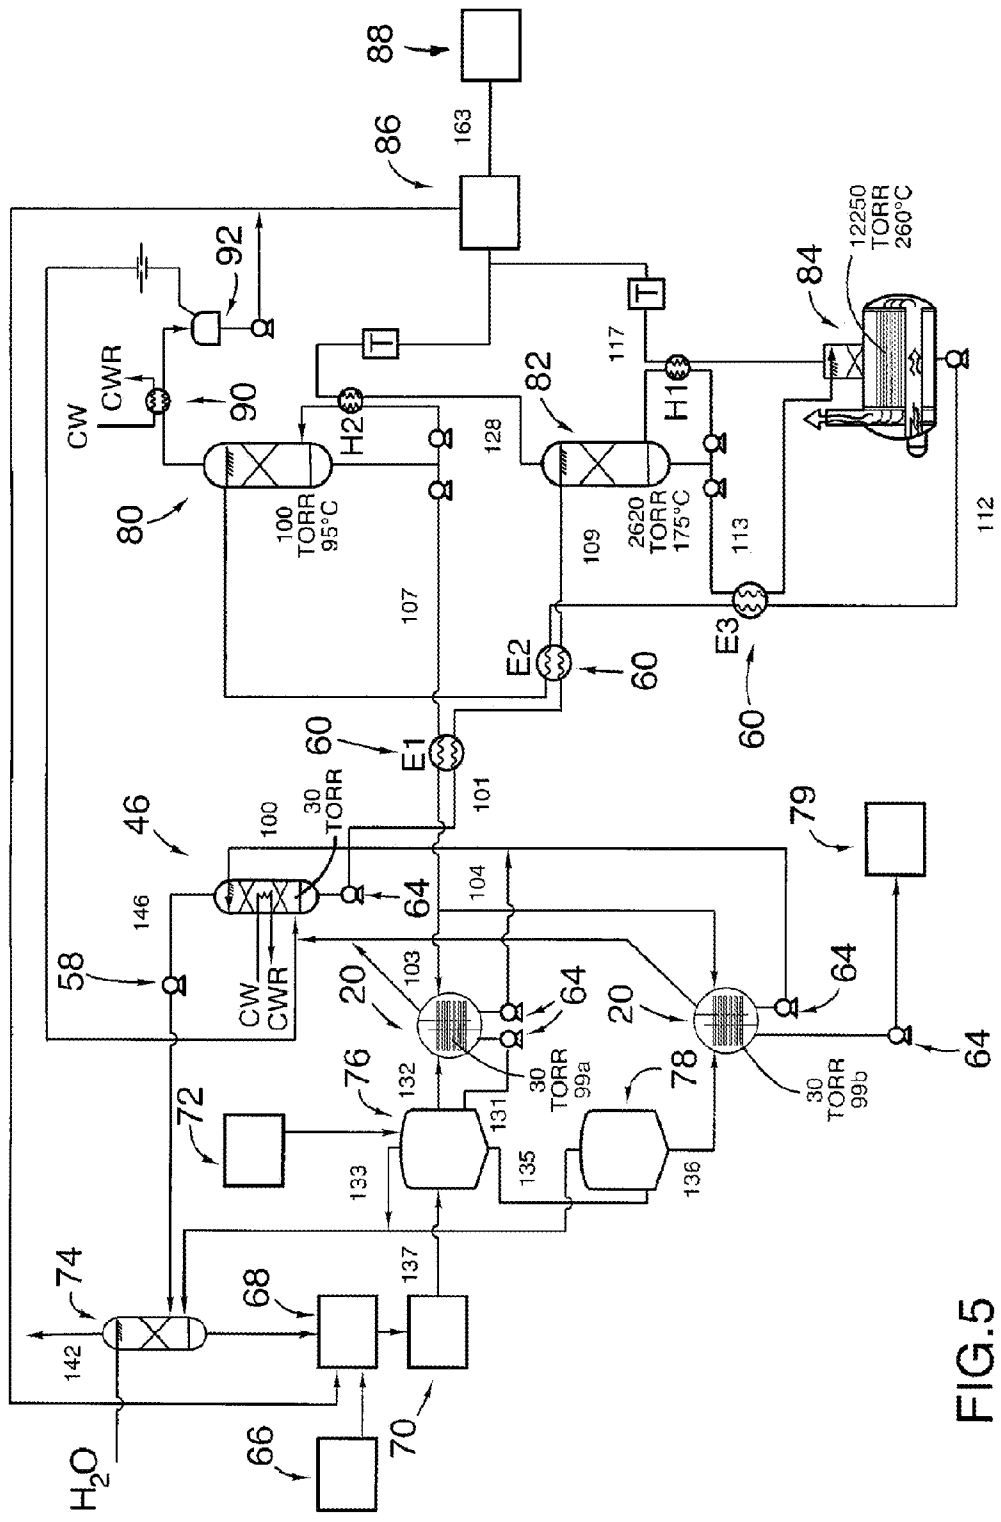 H₂O
142
74
72
58
146
46
100
CW
CWR
30
TORR
80
CW
CWR
90
92
88
86
163
66
68
70
137
133
76
132
20
103
64
104
101
60
E1
107
100
TORR
95°C
H2
T
128
131
135
30
TORR
99a
64
E2
60
109
82
2620
TORR
175°C
H1
117
T
78
136
20
64
30
TORR
99b
79
64
E3
60
113
84
12250
TORR
260°C
112
FIG.5